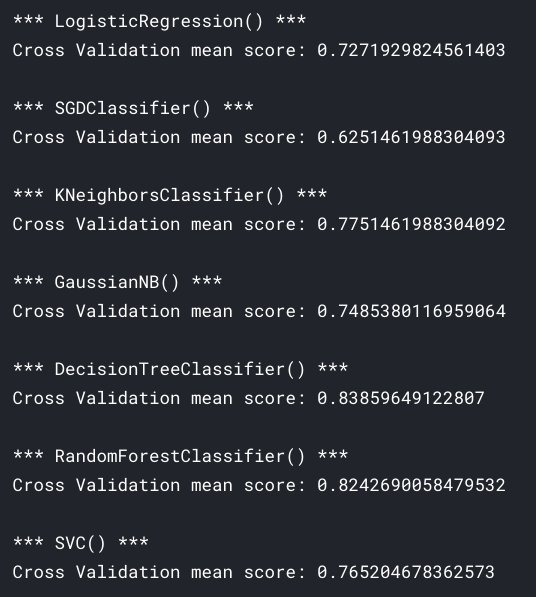 *** LogisticRegression() ***
Cross Validation mean score: 0.7271929824561403
*** SGDClassifier() ***
Cross Validation mean score: 0.6251461988304093
*** KNeighborsClassifier() ***
Cross Validation mean score: 0.7751461988304092
*** GaussianNB() ***
Cross Validation mean score: 0.7485380116959064
*** DecisionTreeClassifier() ***
Cross Validation mean score: 0.83859649122807
*** RandomForestClassifier() ***
Cross Validation mean score: 0.8242690058479532
*** SVC() ***
Cross Validation mean score: 0.765204678362573